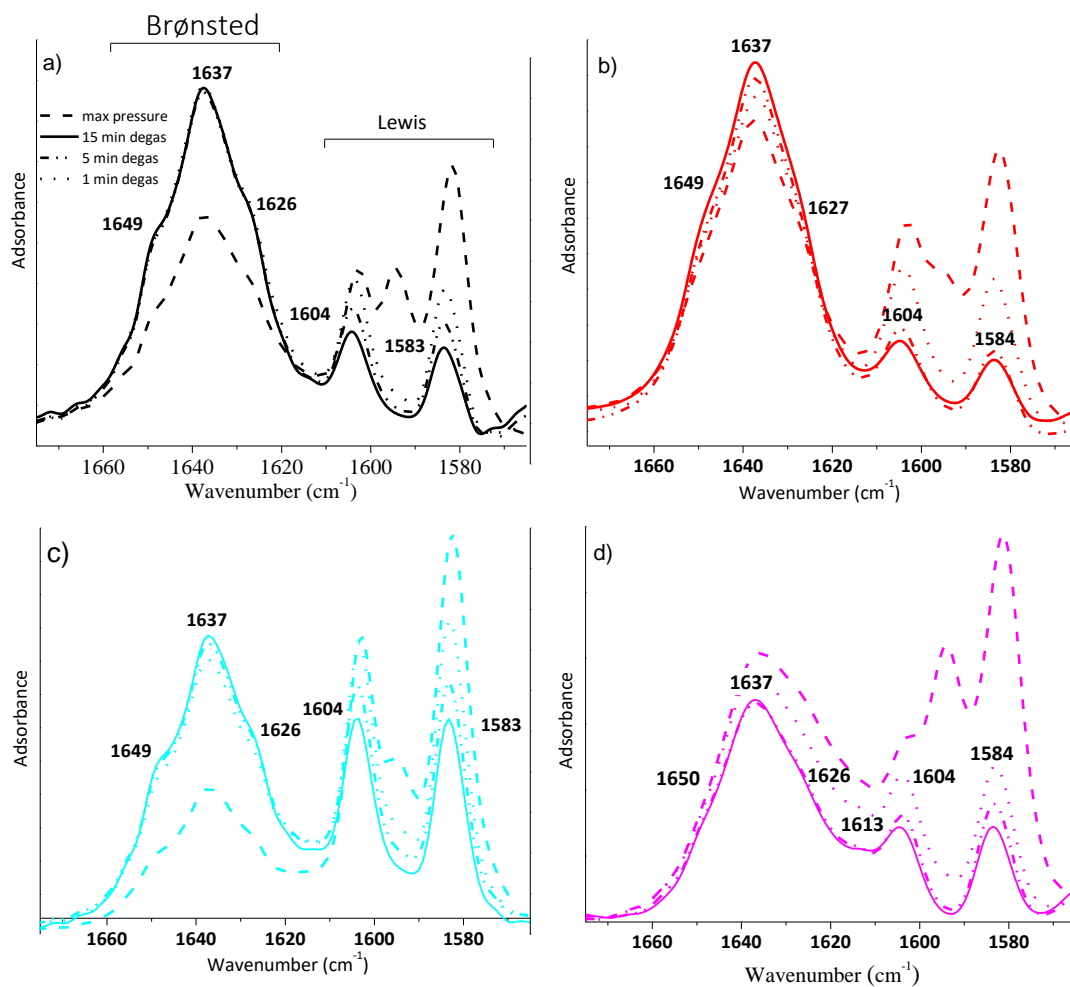 Brønsted
a)
1637
max pressure
15 min degas
5 min degas
1 min degas
Lewis
1649
1626
1604
1583
Adsorbance
1660 1640 1620 1600 1580
Wavenumber (cm-1)
b)
1637
1649
1627
1604
1584
Adsorbance
1660 1640 1620 1600 1580
Wavenumber (cm-1)
c)
1637
1649
1626
1604
1583
Adsorbance
1660 1640 1620 1600 1580
Wavenumber (cm-1)
d)
1637
1650
1626
1613
1604
1584
Adsorbance
1660 1640 1620 1600 1580
Wavenumber (cm-1)